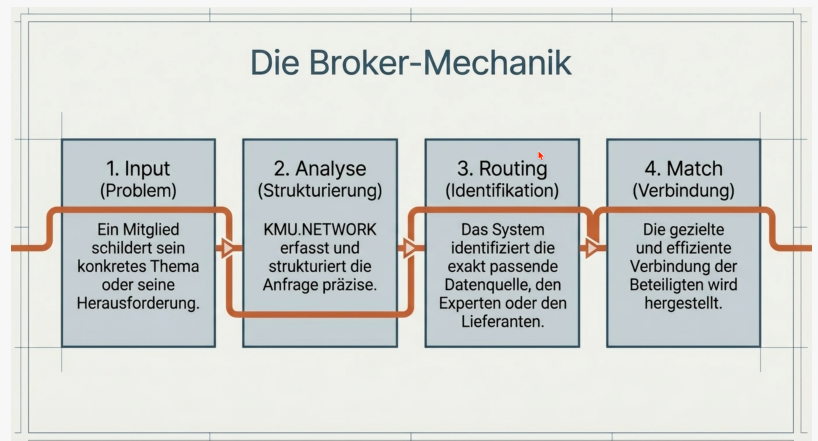 Die Broker-Mechanik
1. Input
(Problem)
Ein Mitglied
schildert sein
konkretes Thema
oder seine
Herausforderung.
2. Analyse
(Strukturierung)
KMU.NETWORK
erfasst und
strukturiert die
Anfrage präzise.
3. Routing
(Identifikation)
Das System
identifiziert die
exakt passende
Datenquelle, den
Experten oder den
Lieferanten.
4. Match
(Verbindung)
Die gezielte
und effiziente
Verbindung der
Beteiligten wird
hergestellt.